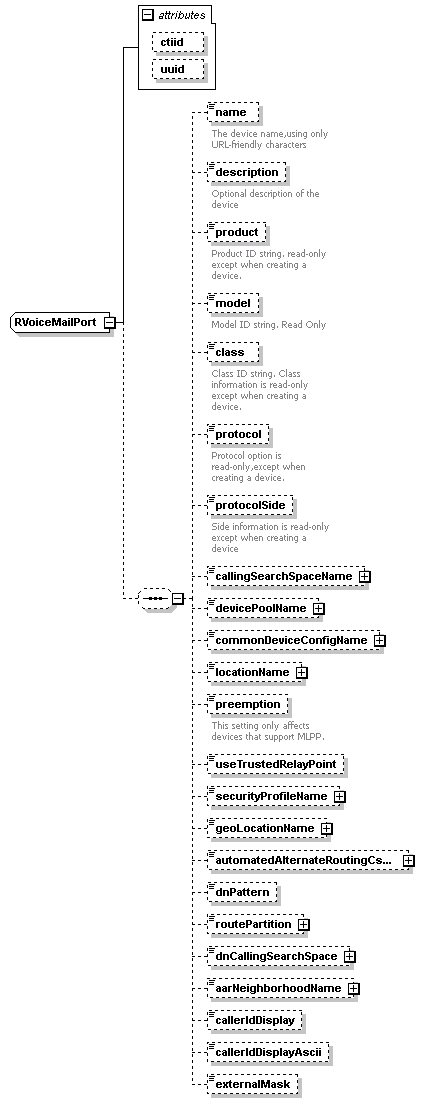 attributes
ctiid
uuid
RVoiceMailPort
name
The device name,using only
URL-friendly characters
description
Optional description of the
device
product
Product ID string. read-only
except when creating a
device.
model
Model ID string. Read Only
class
Class ID string. Class
information is read-only
except when creating a
device.
protocol
Protocol option is
read-only,except when
creating a device.
protocolSide
Side information is read-only
except when creating a
device
callingSearchSpaceName
devicePoolName
commonDeviceConfigName
locationName
preemption
This setting only affects
devices that support MLPP.
useTrustedRelayPoint
securityProfileName
geoLocationName
automatedAlternateRoutingCs...
dnPattern
routePartition
dnCallingSearchSpace
aarNeighborhoodName
callerIdDisplay
callerIdDisplayAscii
externalMask